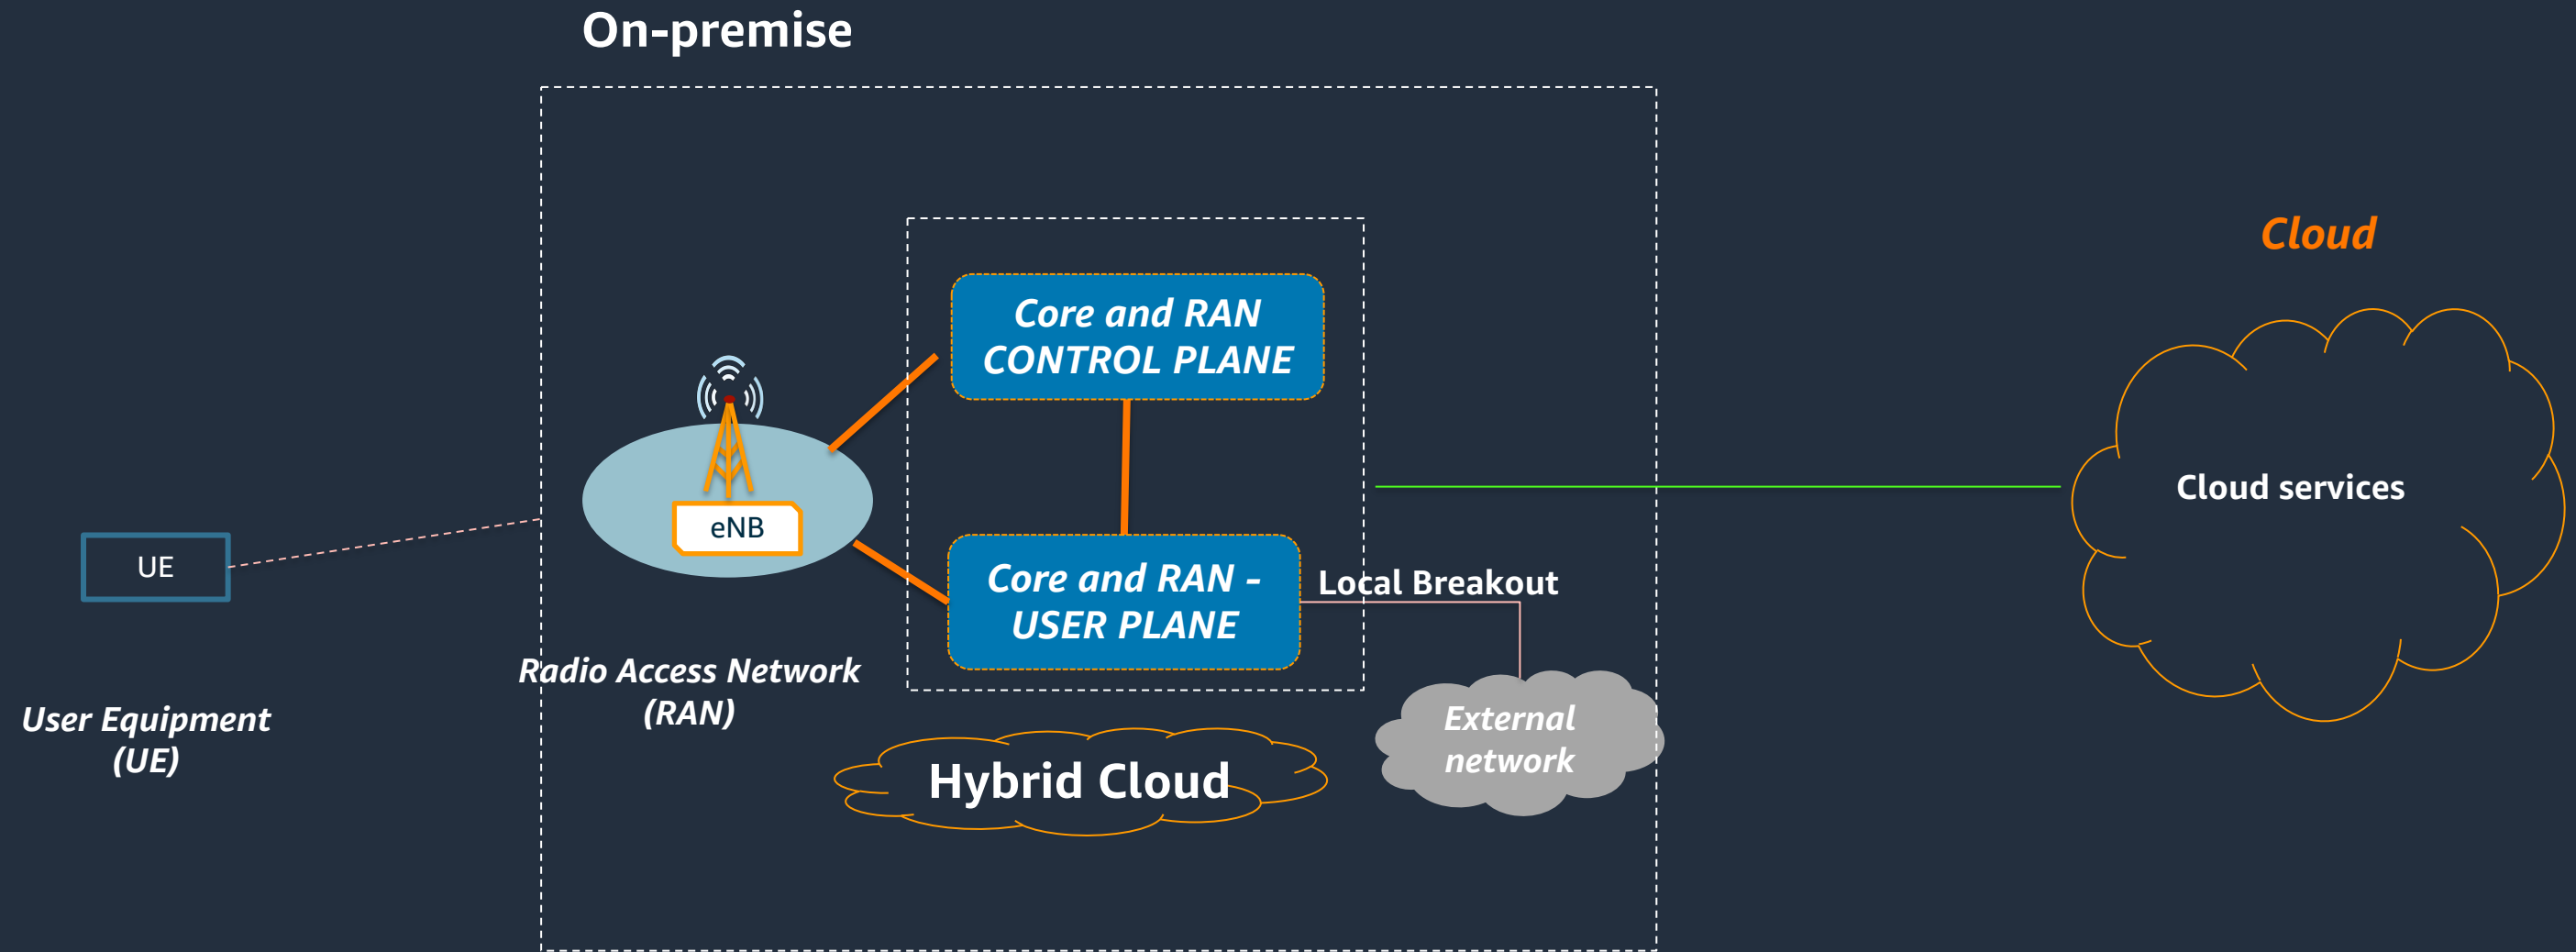 On-premise
Cloud
Core and RAN
CONTROL PLANE
Cloud services
eNB
UE
Core and RAN -
USER PLANE
Local Breakout
Radio Access Network
(RAN)
User Equipment
(UE)
External
network
Hybrid Cloud